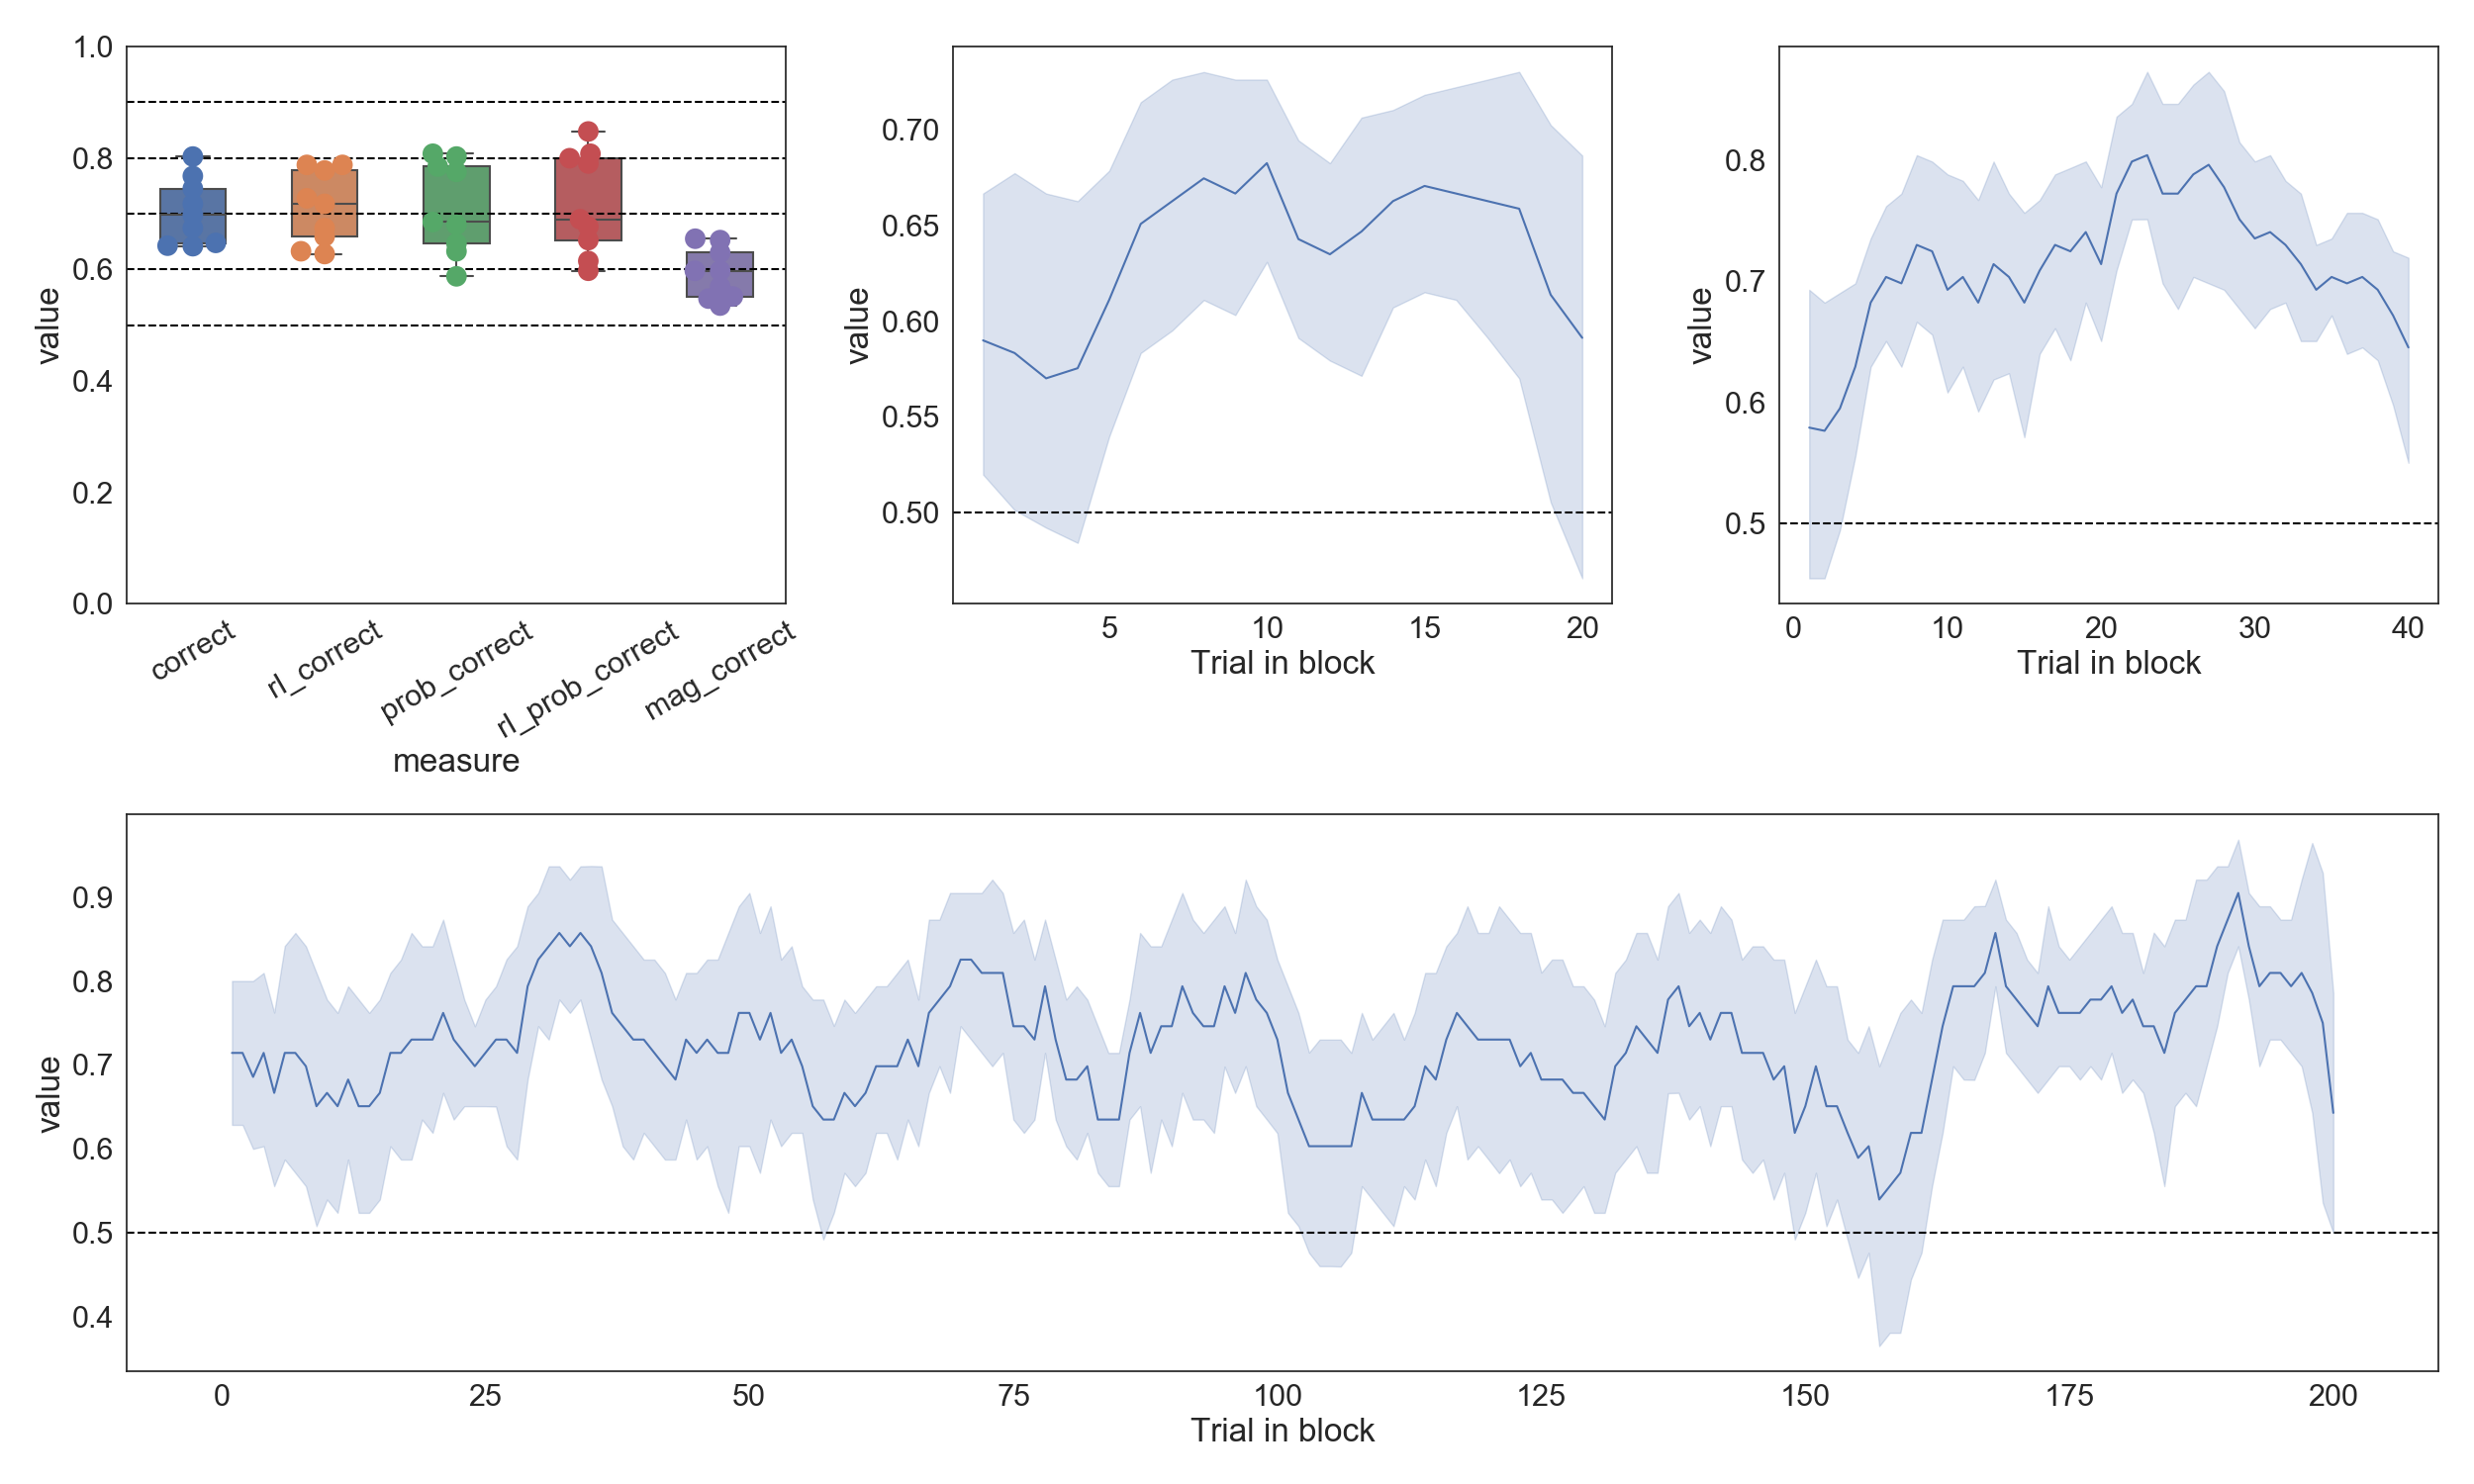 1.0
0.8
0.6
0.4
0.2
0.0
value
correct
rl_correct
prob_correct
rl_prob_correct
mag_correct
measure
0.70
0.65
0.60
0.55
0.50
value
5 10 15 20
Trial in block
0.8
0.7
0.6
0.5
value
0 10 20 30 40
Trial in block
0.9
0.8
0.7
0.6
0.5
0.4
value
0 25 50 75 100 125 150 175 200
Trial in block